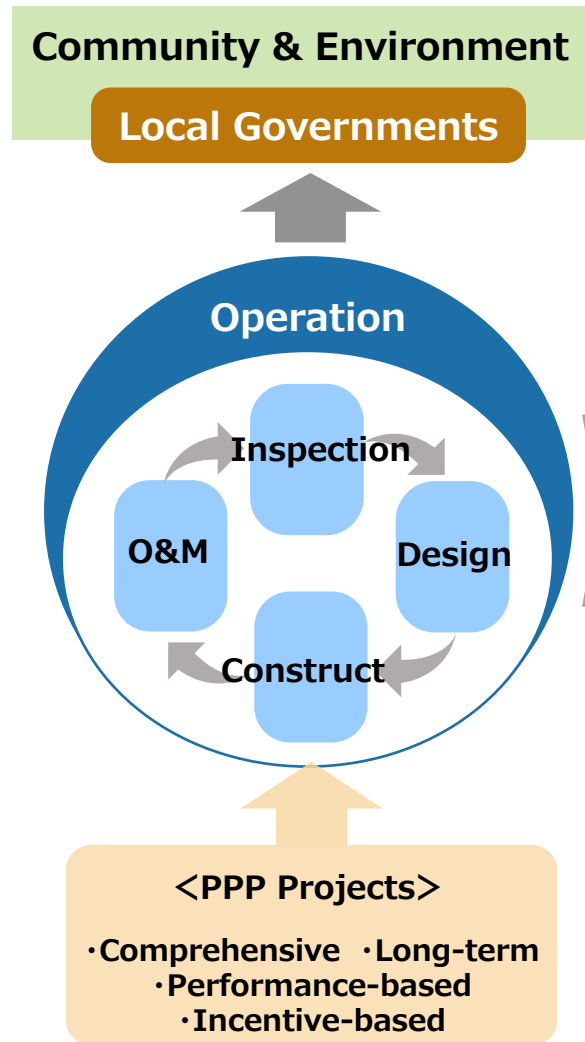 Community & Environment
Local Governments
Operation
Inspection
O&M
Design
Construct
<PPP Projects>
・Comprehensive ・Long-term
・Performance-based
・Incentive-based